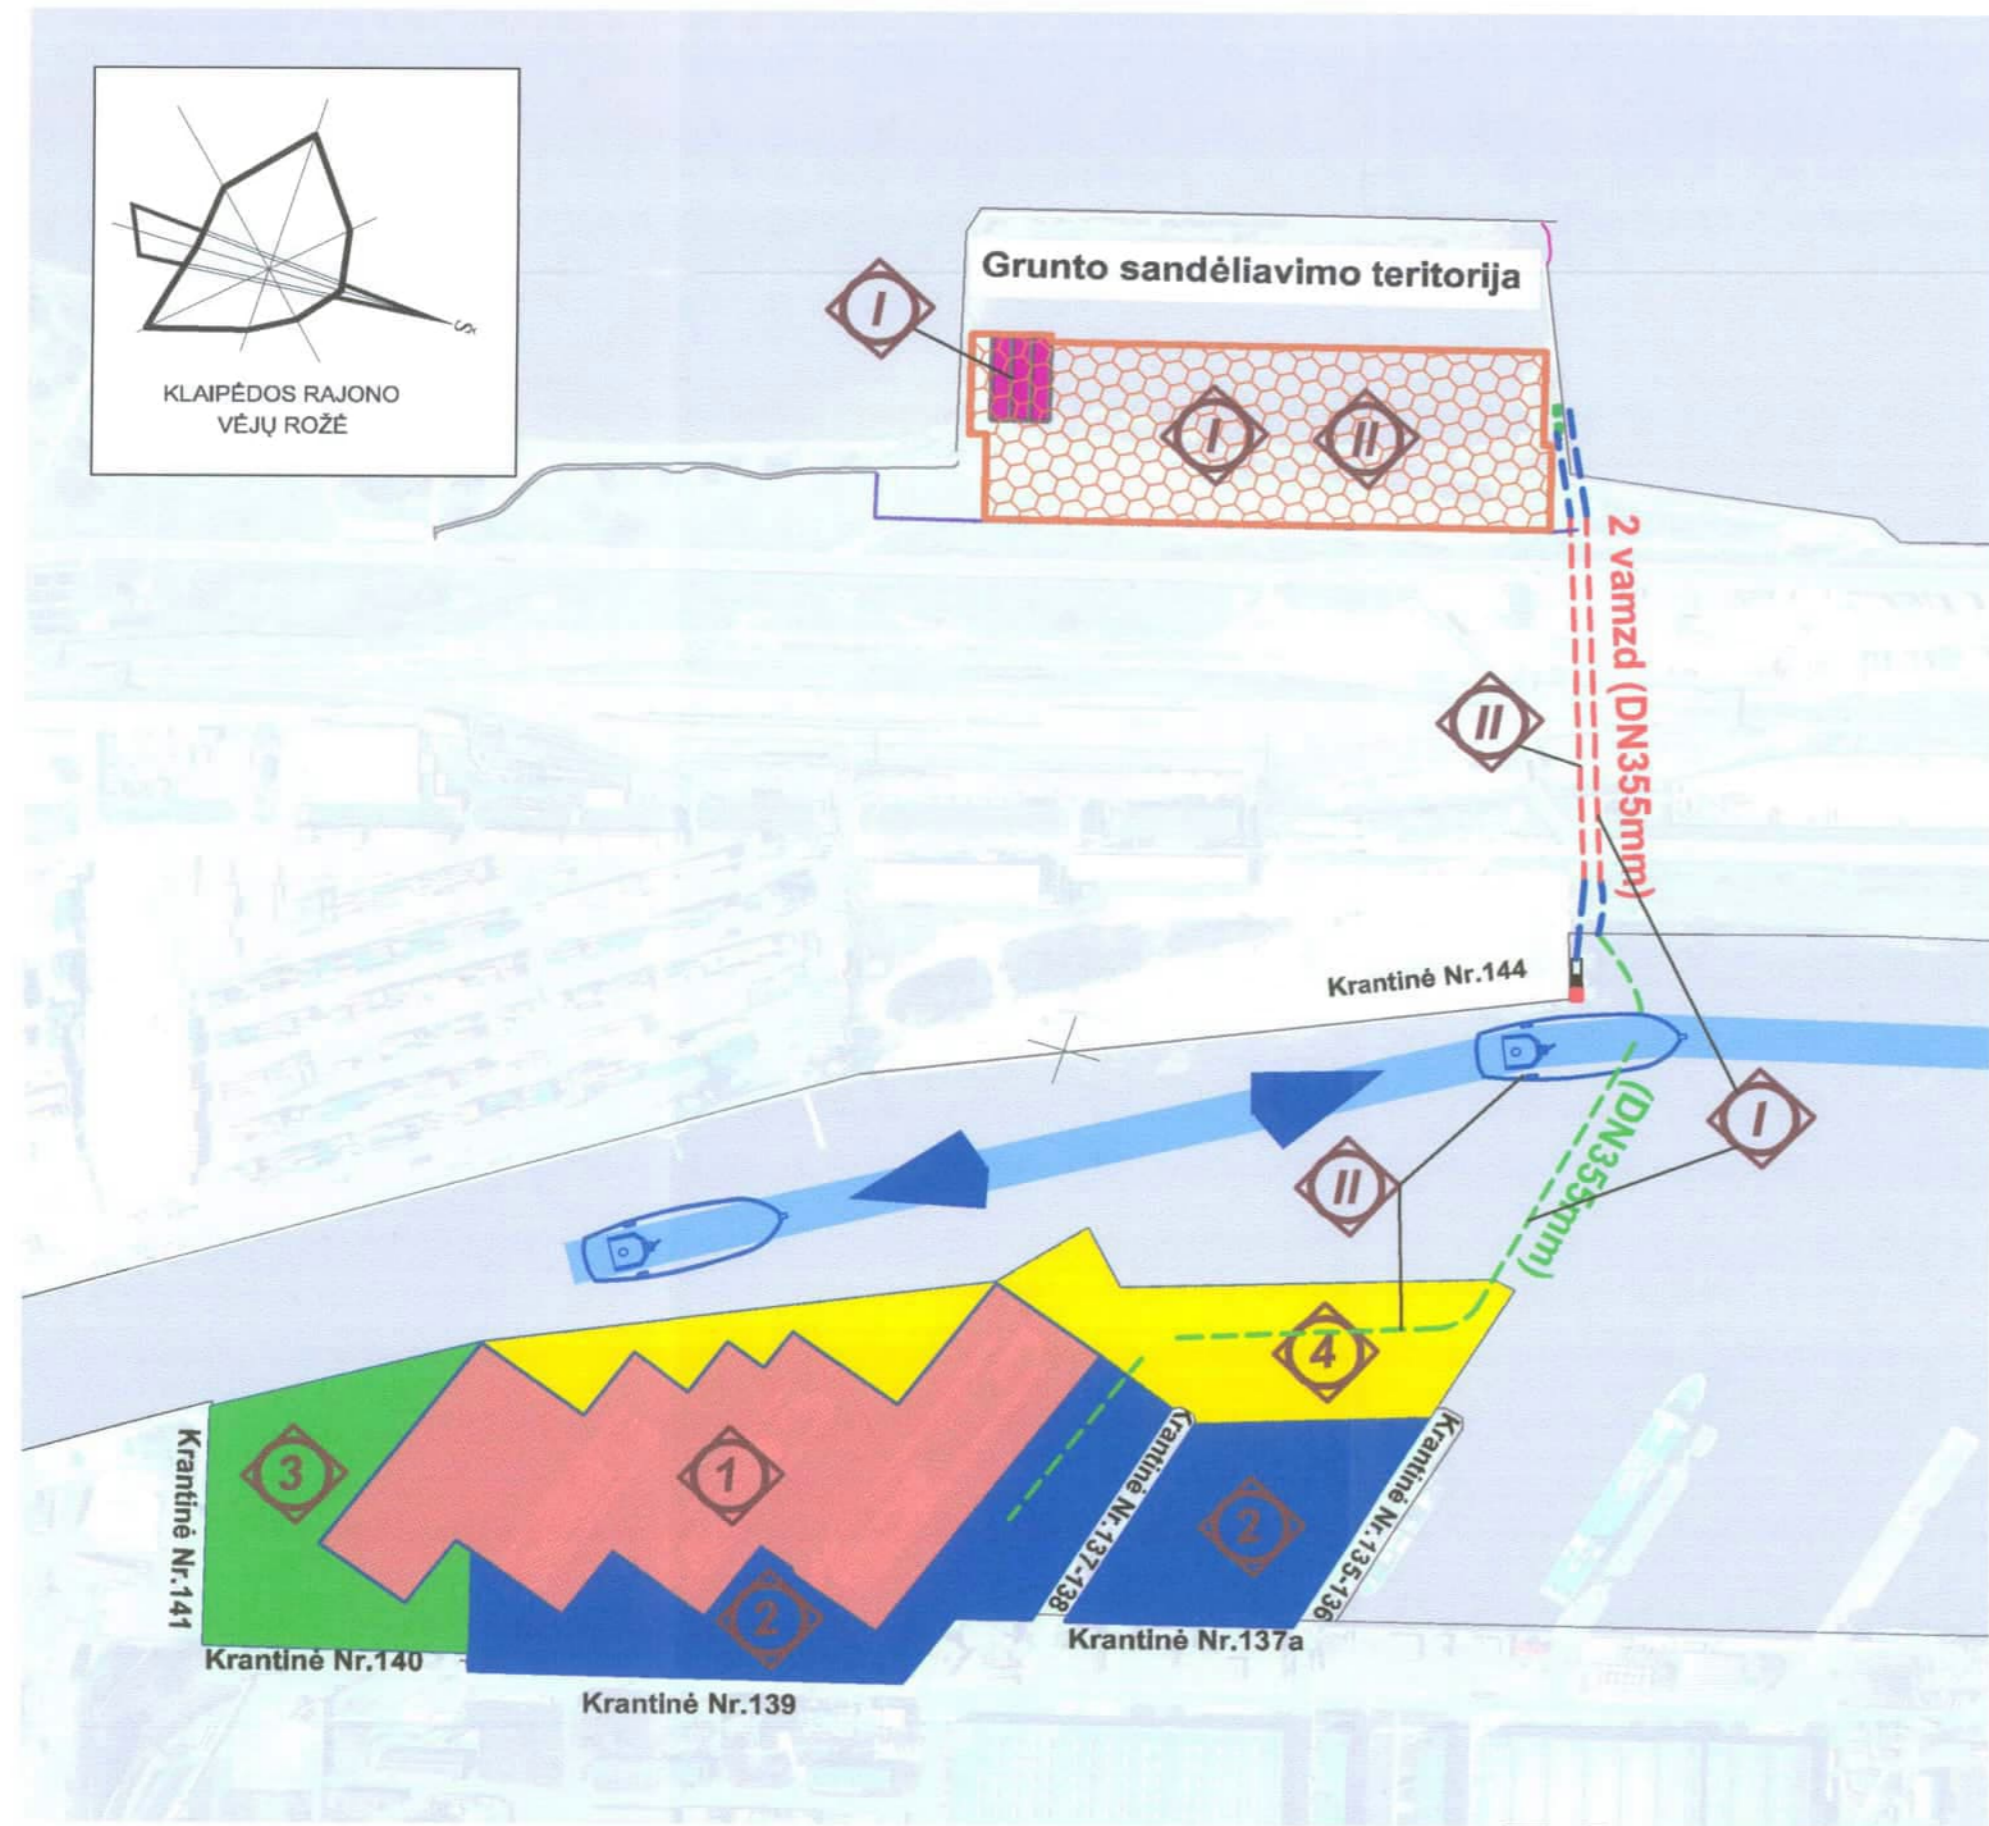 Š
KLAIPĖDOS RAJONO
VĖJŲ ROŽĖ
Grunto sandėliavimo teritorija
I
I
II
2 vamzd (DN355mm)
II
Krantinė Nr.144
I
(DN355mm)
II
4
3
1
2
2
Krantinė Nr.141
Krantinė Nr.137-138
Krantinė Nr.135-136
Krantinė Nr.140
Krantinė Nr.137a
Krantinė Nr.139